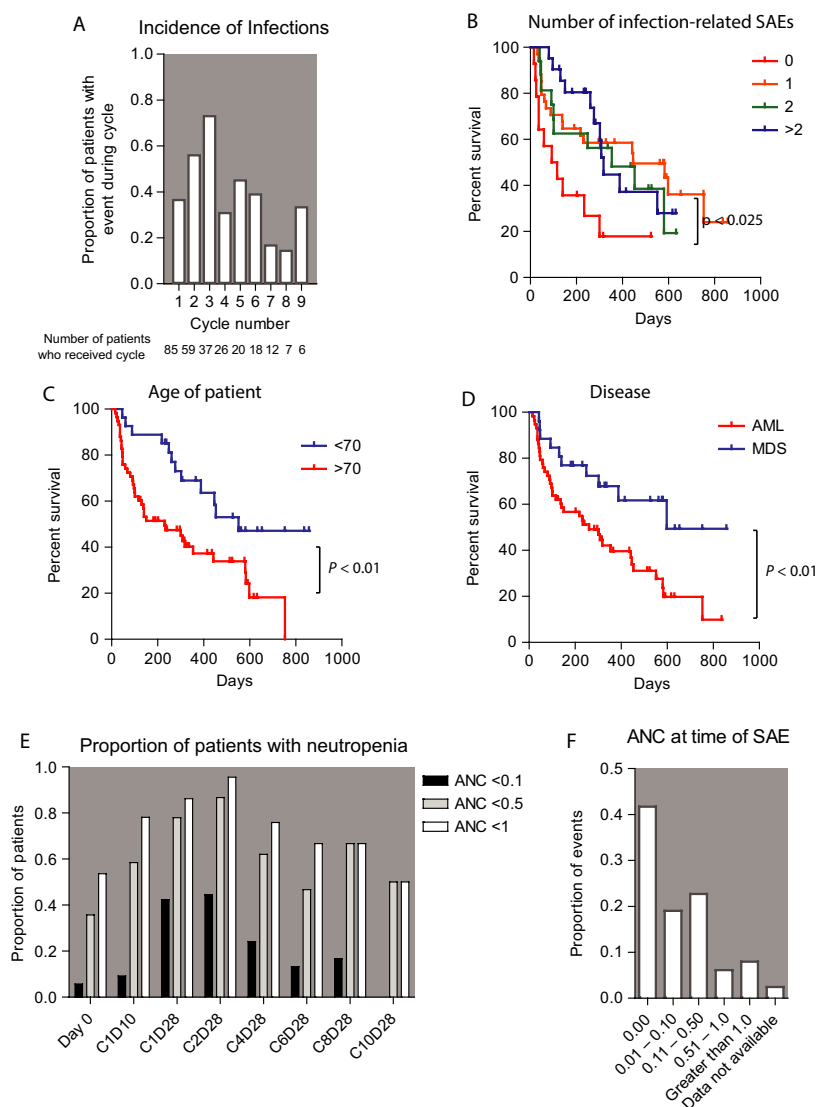 A
Incidence of Infections
Proportion of patients with
event during cycle
1.0
0.8
0.6
0.4
0.2
0.0
1 2 3 4 5 6 7 8 9
Cycle number
Number of patients
who received cycle
85 59 37 26 20 18 12 7 6
B
Number of infection-related SAEs
Percent survival
100
80
60
40
20
0
0 200 400 600 800 1000
Days
0
1
2
>2
p < 0.025
C
Age of patient
Percent survival
100
80
60
40
20
0
0 200 400 600 800 1000
Days
<70
>70
P < 0.01
D
Disease
Percent survival
100
80
60
40
20
0
0 200 400 600 800 1000
Days
AML
MDS
P < 0.01
E
Proportion of patients with neutropenia
Proportion of patients
1.0
0.8
0.6
0.4
0.2
0.0
Day 0
C1D10
C1D28
C2D28
C4D28
C6D28
C8D28
C10D28
ANC <0.1
ANC <0.5
ANC <1
F
ANC at time of SAE
Proportion of events
0.5
0.4
0.3
0.2
0.1
0.0
0.00
0.01 – 0.10
0.11 – 0.50
0.51 – 1.0
Greater than 1.0
Data not available